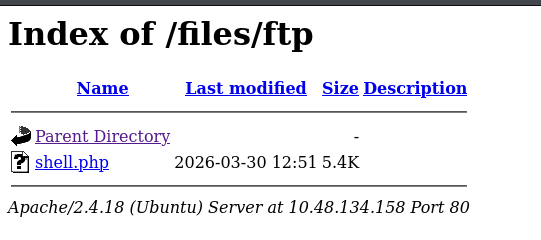 Index of /files/ftp
Name Last modified Size Description
Parent Directory -
shell.php 2026-03-30 12:51 5.4K
Apache/2.4.18 (Ubuntu) Server at 10.48.134.158 Port 80